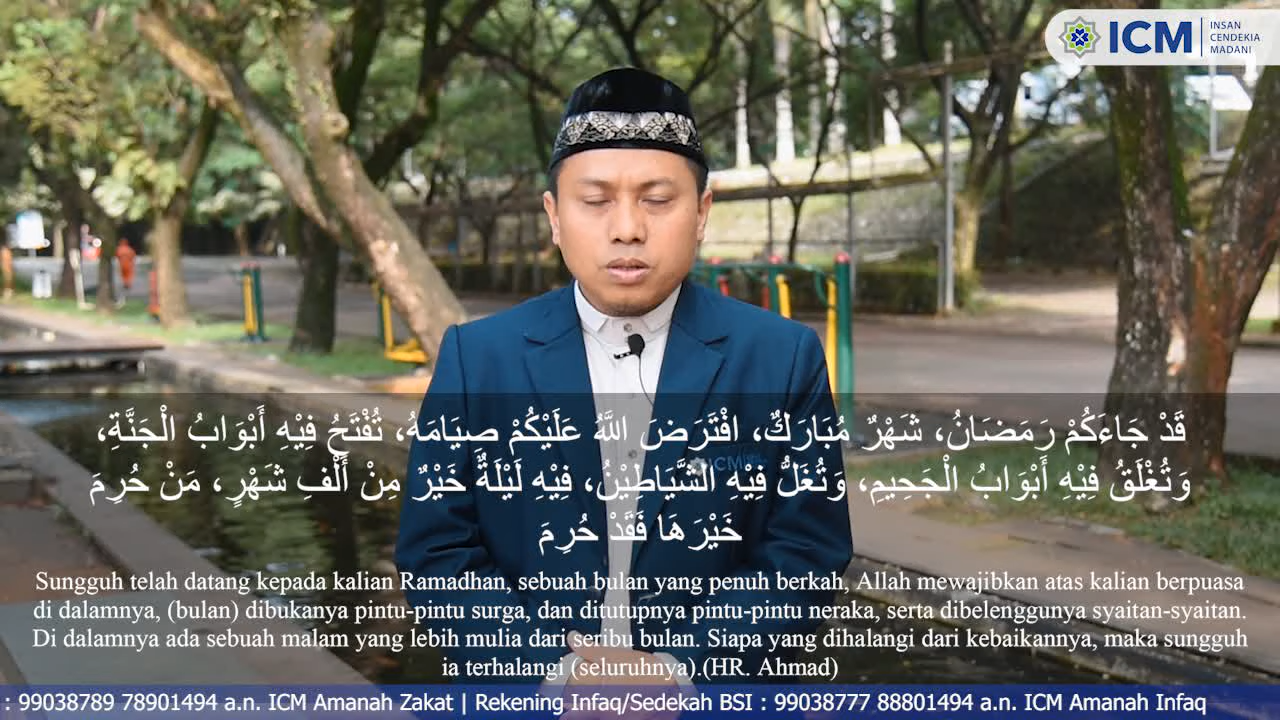 ICM
INSAN
CENDEKIA
MADANI
قَدْ جَاءَكُمْ رَمَضَانُ، شَهْرٌ مُبَارَكٌ، افْتَرَضَ اللَّهُ عَلَيْكُمْ صِيَامَهُ، تُفْتَحُ فِيْهِ أَبْوَابُ الْجَنَّةِ،
وَتُغْلَقُ فِيْهِ أَبْوَابُ الْجَحِيمِ، وَتُغَلُّ فِيْهِ الشَّيَاطِيْنُ، فِيْهِ لَيْلَةٌ خَيْرٌ مِنْ أَلْفِ شَهْرٍ، مَنْ حُرِمَ
خَيْرَهَا فَقَدْ حُرِمَ
Sungguh telah datang kepada kalian Ramadhan, sebuah bulan yang penuh berkah, Allah mewajibkan atas kalian berpuasa
di dalamnya, (bulan) dibukanya pintu-pintu surga, dan ditutupnya pintu-pintu neraka, serta dibelenggunya syaitan-syaitan.
Di dalamnya ada sebuah malam yang lebih mulia dari seribu bulan. Siapa yang dihalangi dari kebaikannya, maka sungguh
ia terhalangi (seluruhnya).(HR. Ahmad)
: 99038789 78901494 a.n. ICM Amanah Zakat | Rekening Infaq/Sedekah BSI : 99038777 88801494 a.n. ICM Amanah Infaq